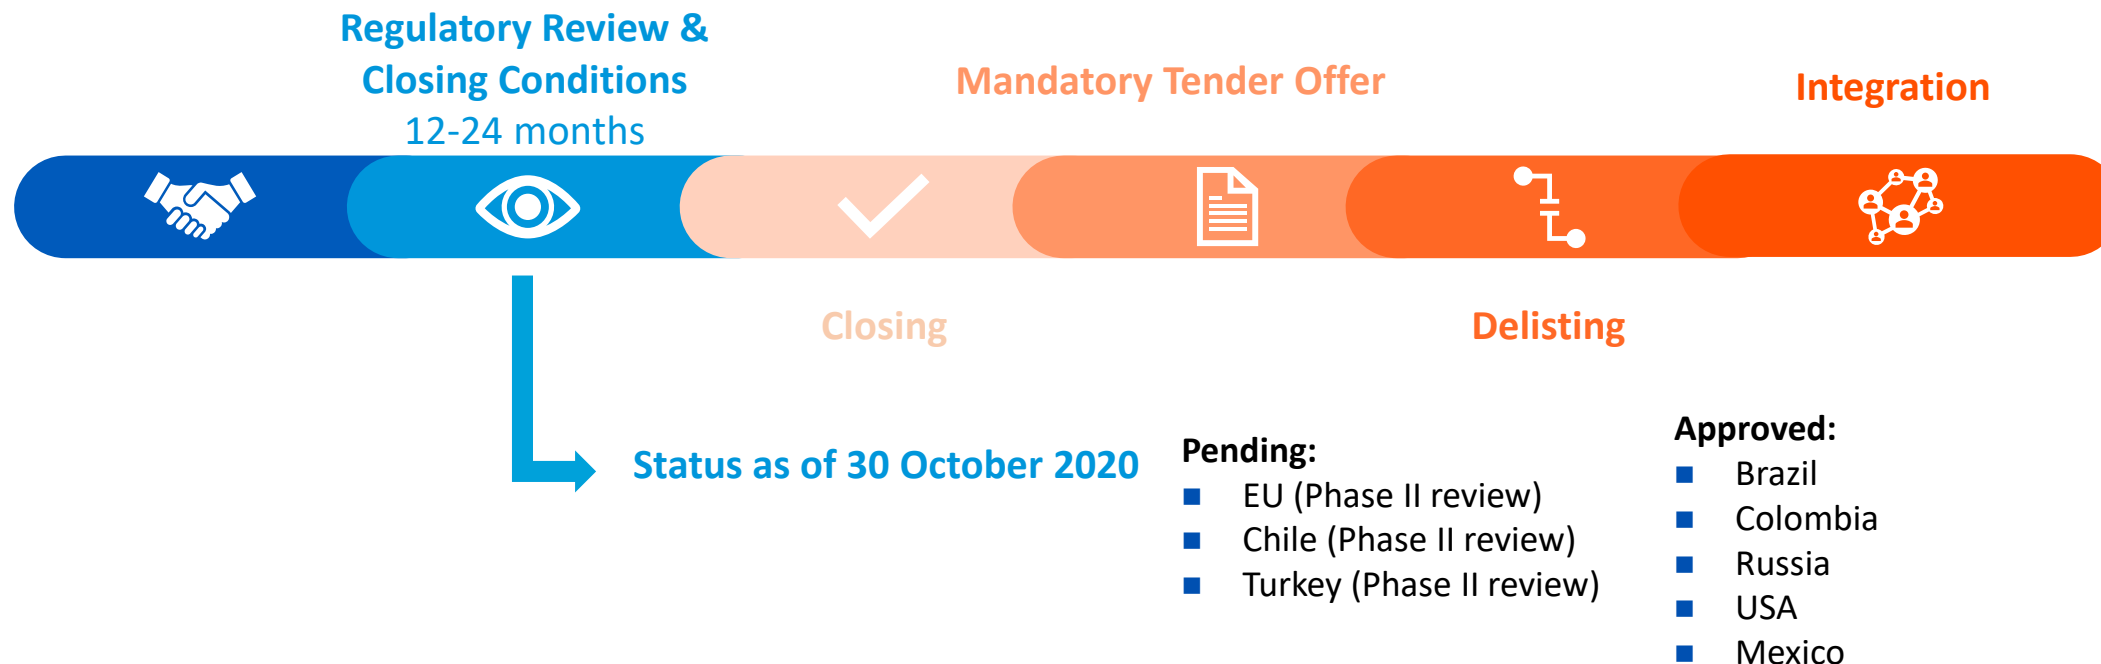 Regulatory Review &
Closing Conditions
12-24 months
Mandatory Tender Offer
Integration
Closing
Delisting
Status as of 30 October 2020
Pending:
EU (Phase II review)
Chile (Phase II review)
Turkey (Phase II review)
Approved:
Brazil
Colombia
Russia
USA
Mexico